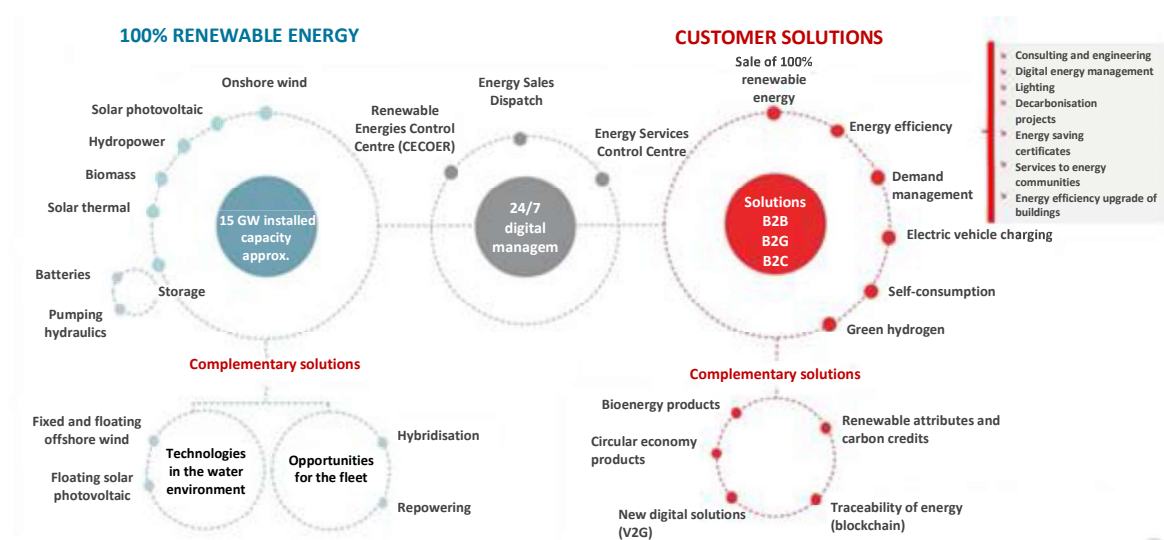 100% RENEWABLE ENERGY
Onshore wind
Solar photovoltaic
Hydropower
Biomass
Solar thermal
Batteries
Storage
Pumping
hydraulics
15 GW installed
capacity
approx.
Complementary solutions
Fixed and floating
offshore wind
Floating solar
photovoltaic
Technologies
in the water
environment
Opportunities
for the fleet
Hybridisation
Repowering
Renewable
Energies Control
Centre (CECOER)
Energy Sales
Dispatch
Energy Services
Control Centre
24/7
digital
managem
CUSTOMER SOLUTIONS
Sale of 100%
renewable
energy
Energy efficiency
Demand
management
Electric vehicle charging
Self-consumption
Green hydrogen
Solutions
B2B
B2G
B2C
Consulting and engineering
Digital energy management
Lighting
Decarbonisation
projects
Energy saving
certificates
Services to energy
communities
Energy efficiency upgrade of
buildings
Complementary solutions
Bioenergy products
Circular economy
products
New digital solutions
(V2G)
Renewable attributes and
carbon credits
Traceability of energy
(blockchain)